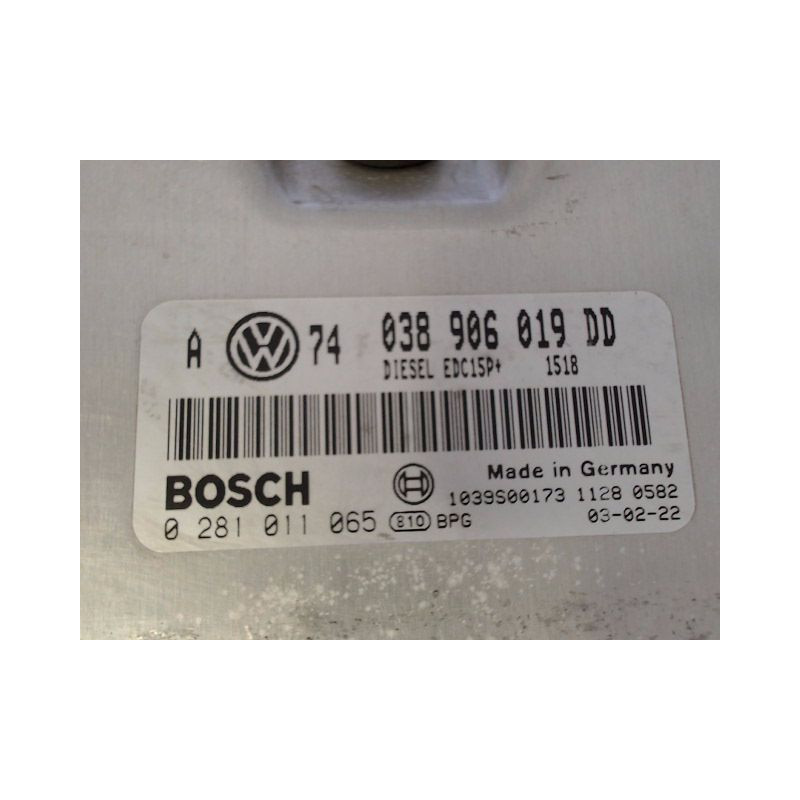 A VW 74 038 906 019 DD
DIESEL EDC15P+ 1518
BOSCH Made in Germany
1039S00173 1128 0582
0 281 011 065 810 BPG 03-02-22